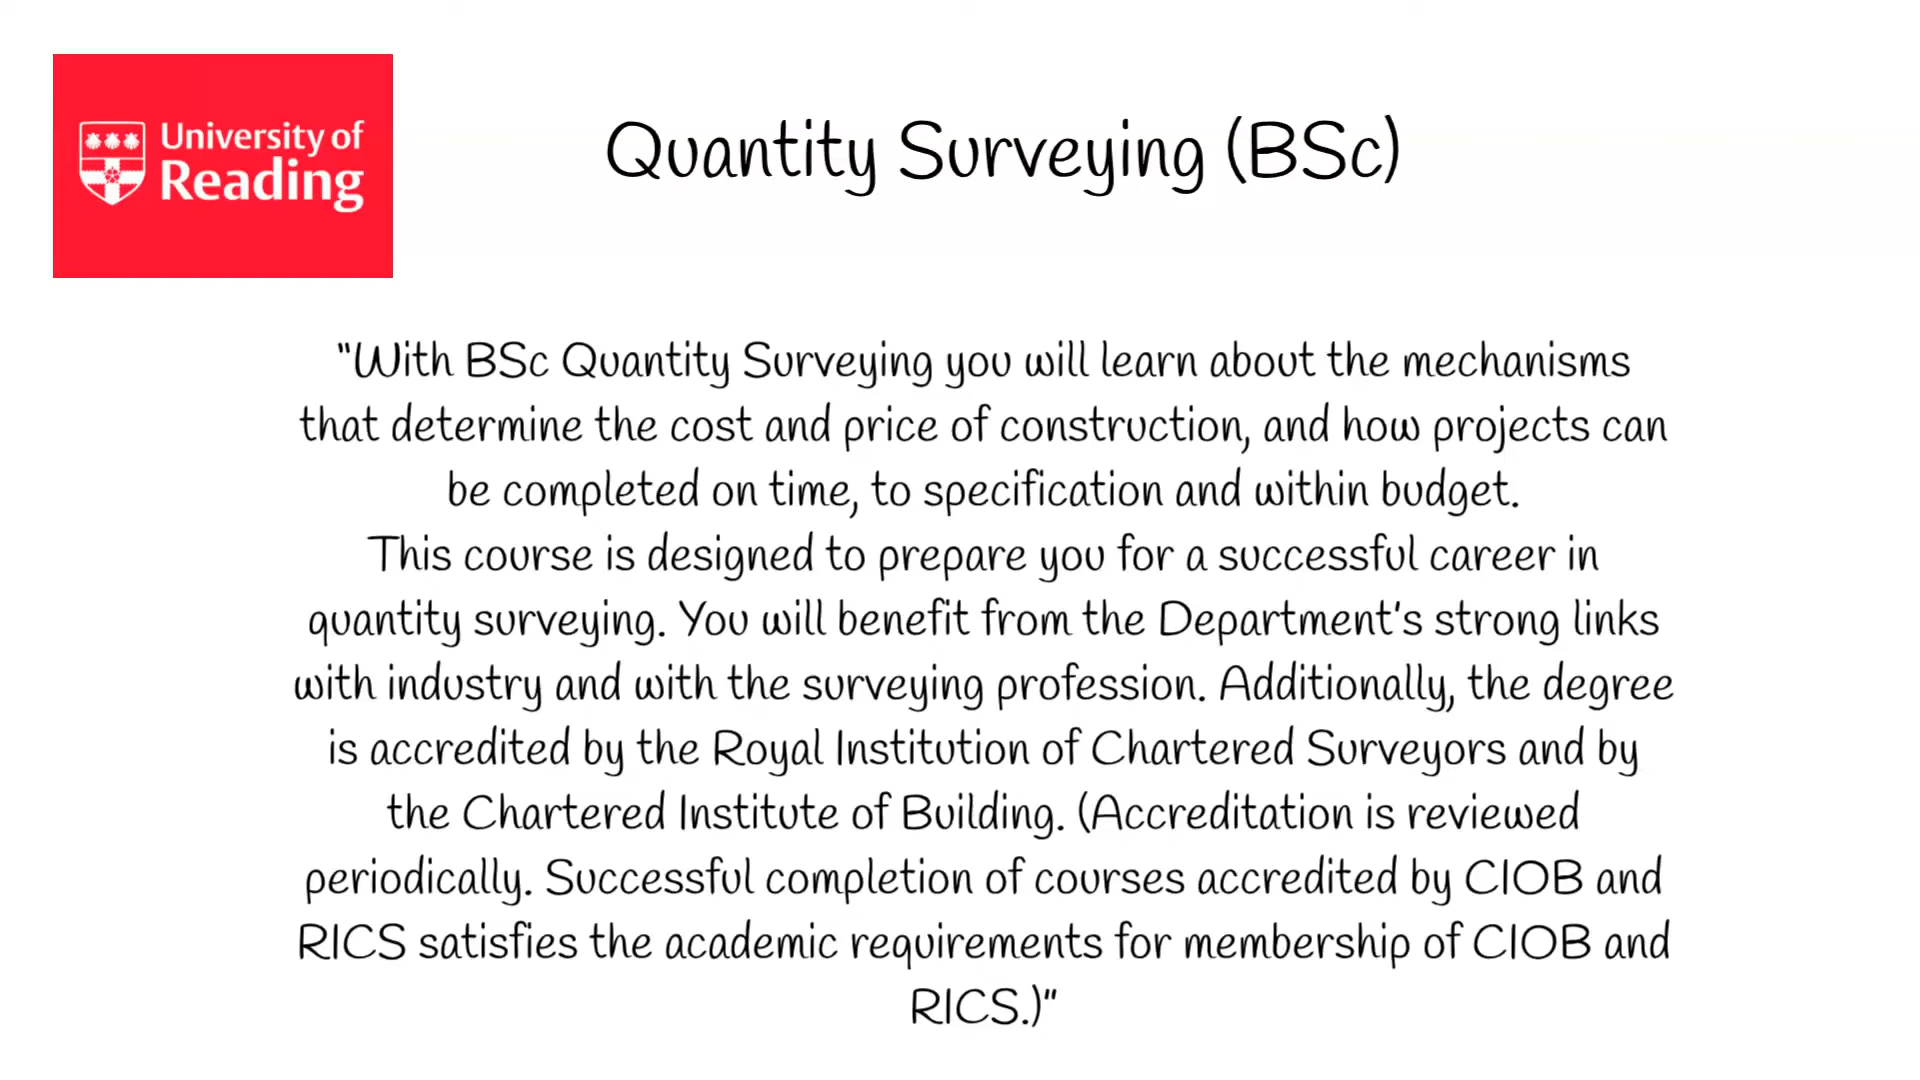 University of
Reading
Quantity Surveying (BSc)
"With BSc Quantity Surveying you will learn about the mechanisms
that determine the cost and price of construction, and how projects can
be completed on time, to specification and within budget.
This course is designed to prepare you for a successful career in
quantity surveying. You will benefit from the Department's strong links
with industry and with the surveying profession. Additionally, the degree
is accredited by the Royal Institution of Chartered Surveyors and by
the Chartered Institute of Building. (Accreditation is reviewed
periodically. Successful completion of courses accredited by CIOB and
RICS satisfies the academic requirements for membership of CIOB and
RICS.)"